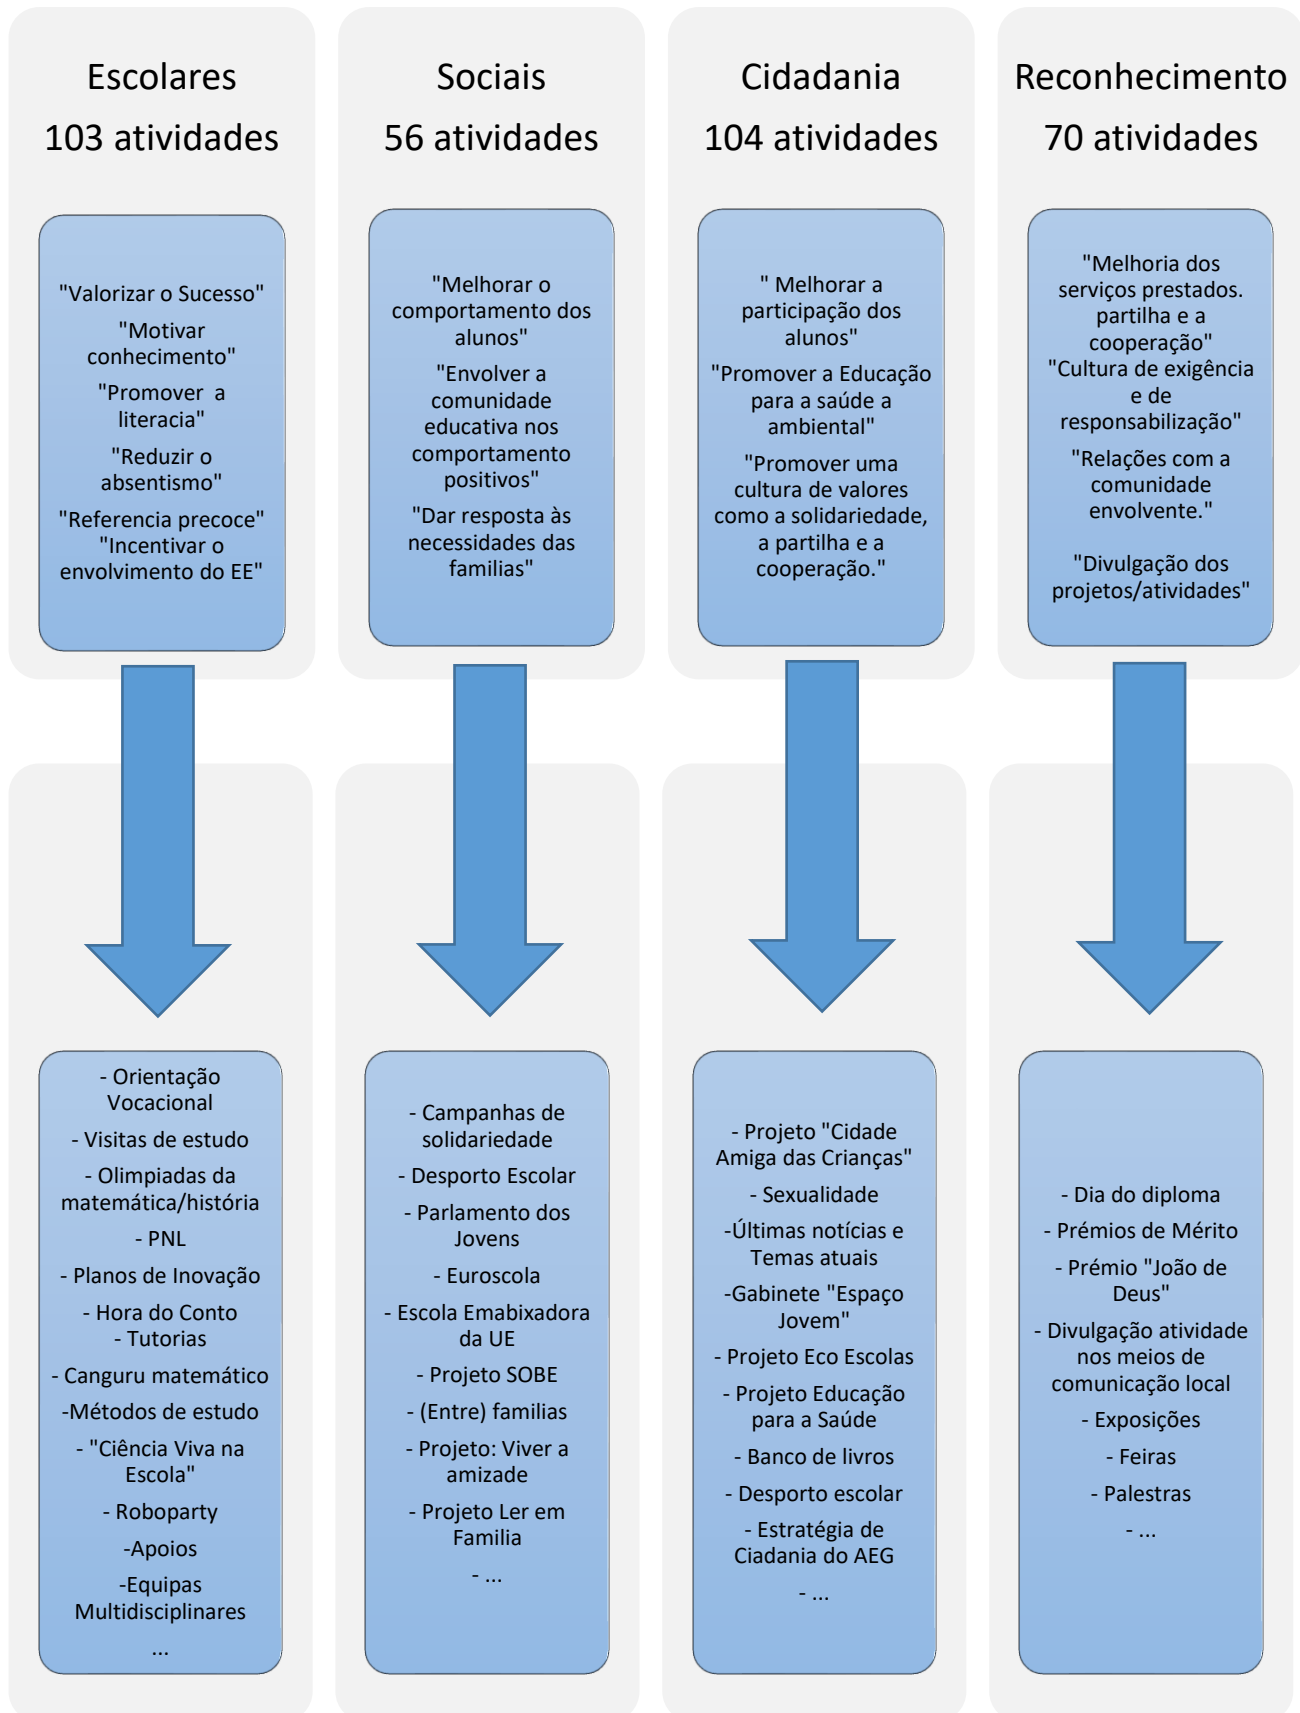 Escolares
103 atividades
"Valorizar o Sucesso"
"Motivar
conhecimento"
"Promover  a
literacia"
"Reduzir o
absentismo"
"Referencia precoce"
"Incentivar o
envolvimento do EE"
Sociais
56 atividades
"Melhorar o
comportamento dos
alunos"
"Envolver a
comunidade
educativa nos
comportamento
positivos"
"Dar resposta às
necessidades das
familias"
Cidadania
104 atividades
" Melhorar a
participação dos
alunos"
"Promover a Educação
para a saúde a
ambiental"
"Promover uma
cultura de valores
como a solidariedade,
a partilha e a
cooperação."
Reconhecimento
70 atividades
"Melhoria dos
serviços prestados.
partilha e a
cooperação"
"Cultura de exigência
e de
responsabilização"
"Relações com a
comunidade
envolvente."
"Divulgação dos
projetos/atividades"
- Orientação
Vocacional
- Visitas de estudo
- Olimpiadas da
matemática/história
- PNL
- Planos de Inovação
- Hora do Conto
- Tutorias
- Canguru matemático
-Métodos de estudo
- "Ciência Viva na
Escola"
- Roboparty
-Apoios
-Equipas
Multidisciplinares
...
- Campanhas de
solidariedade
- Desporto Escolar
- Parlamento dos
Jovens
- Euroscola
- Escola Emabixadora
da UE
- Projeto SOBE
- (Entre) familias
- Projeto: Viver a
amizade
- Projeto Ler em
Familia
- ...
- Projeto "Cidade
Amiga das Crianças"
- Sexualidade
-Últimas notícias e
Temas atuais
-Gabinete "Espaço
Jovem"
- Projeto Eco Escolas
- Projeto Educação
para a Saúde
- Banco de livros
- Desporto escolar
- Estratégia de
Ciadania do AEG
- ...
- Dia do diploma
- Prémios de Mérito
- Prémio "João de
Deus"
- Divulgação atividade
nos meios de
comunicação local
- Exposições
- Feiras
- Palestras
- ...